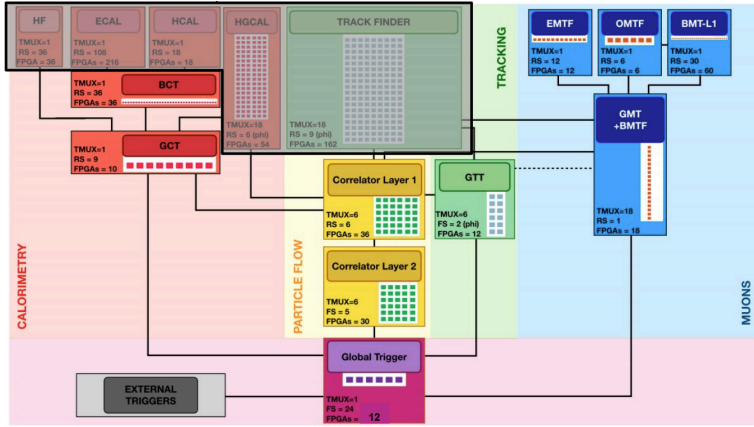 HF
TMUX=1
RS = 36
FPGA = 36
ECAL
TMUX=1
RS = 108
FPGAs = 216
HCAL
TMUX=1
RS = 18
FPGA = 18
HGCAL
TMUX=18
RS = 6 (phi)
FPGAs = 54
TRACK FINDER
TMUX=18
RS = 9 (phi)
FPGAs = 162
TRACKING
EMTF
TMUX=1
RS = 12
FPGAs = 12
OMTF
TMUX=1
RS = 6
FPGAs = 6
BMT-L1
TMUX=1
RS = 30
FPGAs = 60
BCT
TMUX=1
RS = 36
FPGAs = 36
GCT
TMUX=1
RS = 9
FPGAs = 10
GMT
+BMTF
TMUX=18
RS = 1
FPGAs = 18
Correlator Layer 1
TMUX=6
RS = 6
FPGAs = 36
GTT
TMUX=6
FS = 2 (phi)
FPGAs = 12
Correlator Layer 2
TMUX=6
FS = 5
FPGAs = 30
CALORIMETRY
PARTICLE FLOW
MUONS
Global Trigger
TMUX=1
FS = 24
FPGAs = 12
EXTERNAL
TRIGGERS